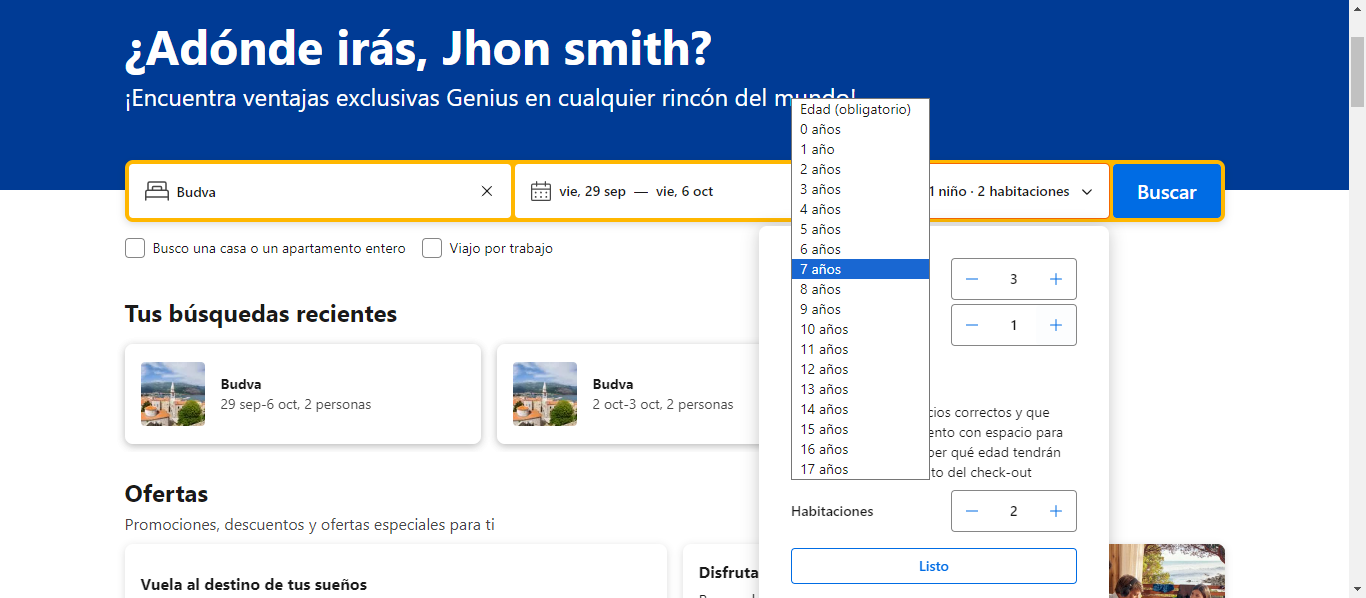 ¿Adónde irás, Jhon smith?
¡Encuentra ventajas exclusivas Genius en cualquier rincón del mundo!
Budva
vie, 29 sep — vie, 6 oct
1 niño · 2 habitaciones
Buscar
Edad (obligatorio)
0 años
1 año
2 años
3 años
4 años
5 años
6 años
7 años
8 años
9 años
10 años
11 años
12 años
13 años
14 años
15 años
16 años
17 años
Busco una casa o un apartamento entero
Viajo por trabajo
3
1
cios correctos y que
ento con espacio para
ber qué edad tendrán
to del check-out
Habitaciones
2
Listo
Tus búsquedas recientes
Budva
29 sep-6 oct, 2 personas
Budva
2 oct-3 oct, 2 personas
Ofertas
Promociones, descuentos y ofertas especiales para ti
Vuela al destino de tus sueños
Disfruta